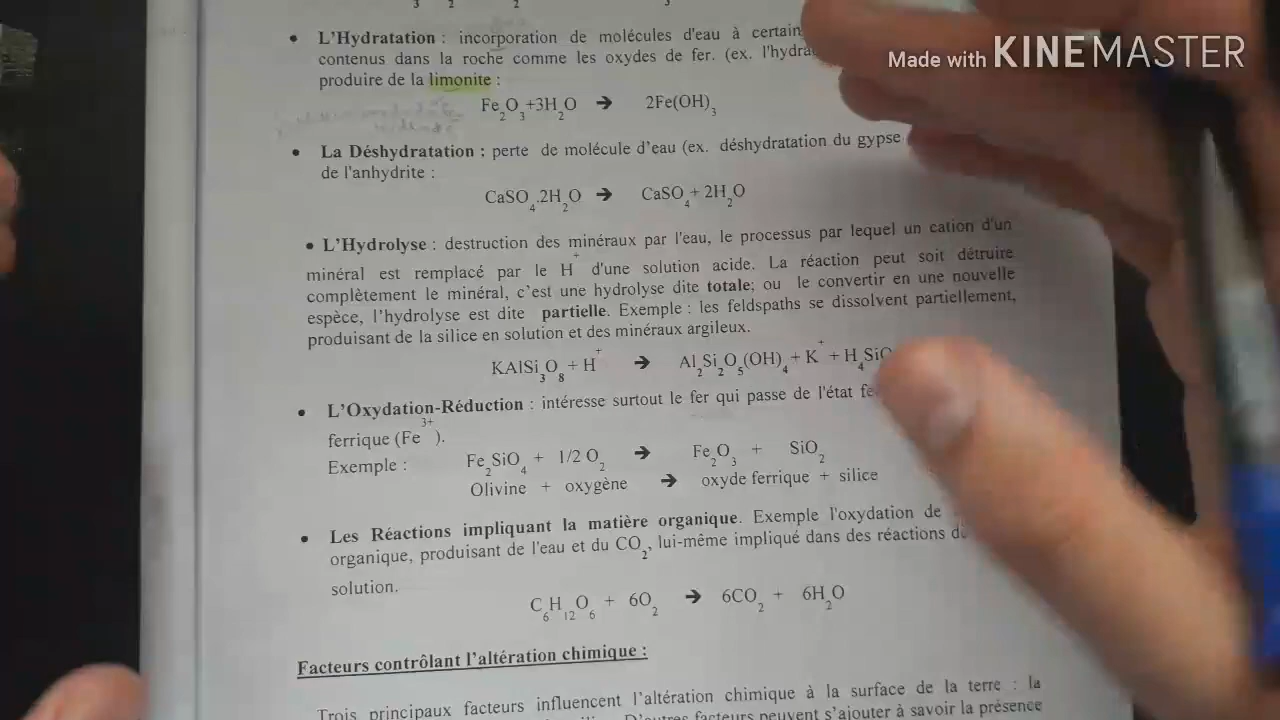 Made with KINEMASTER
• L'Hydratation : incorporation de molécules d'eau à certain
contenus dans la roche comme les oxydes de fer. (ex.
produire de la limonite :
Fe2O3+3H2O → 2Fe(OH)3
• La Déshydratation : perte de molécule d'eau (ex. déshydratation du gypse
de l'anhydrite :
CaSO4.2H2O → CaSO4+ 2H2O
• L'Hydrolyse : destruction des minéraux par l'eau, le processus par lequel un cation d'un
minéral est remplacé par le H+ d'une solution acide. La réaction peut soit détruire
complètement le minéral, c'est une hydrolyse dite totale; ou le convertir en une nouvelle
espèce, l'hydrolyse est dite partielle. Exemple : les feldspaths se dissolvent partiellement,
produisant de la silice en solution et des minéraux argileux.
KAlSi3O8 + H+ → Al2Si2O5(OH)4 + K+ + H4SiO
• L'Oxydation-Réduction : intéresse surtout le fer qui passe de l'état
ferrique (Fe3+).
Exemple : Fe2SiO4 + 1/2 O2 → Fe2O3 + SiO2
Olivine + oxygène → oxyde ferrique + silice
• Les Réactions impliquant la matière organique. Exemple l'oxydation de
organique, produisant de l'eau et du CO2, lui-même impliqué dans des réactions
solution.
C6H12O6 + 6O2 → 6CO2 + 6H2O
Facteurs contrôlant l'altération chimique :
Trois principaux facteurs influencent l'altération chimique à la surface de la terre : la
D'autres facteurs peuvent s'ajouter à savoir la présence